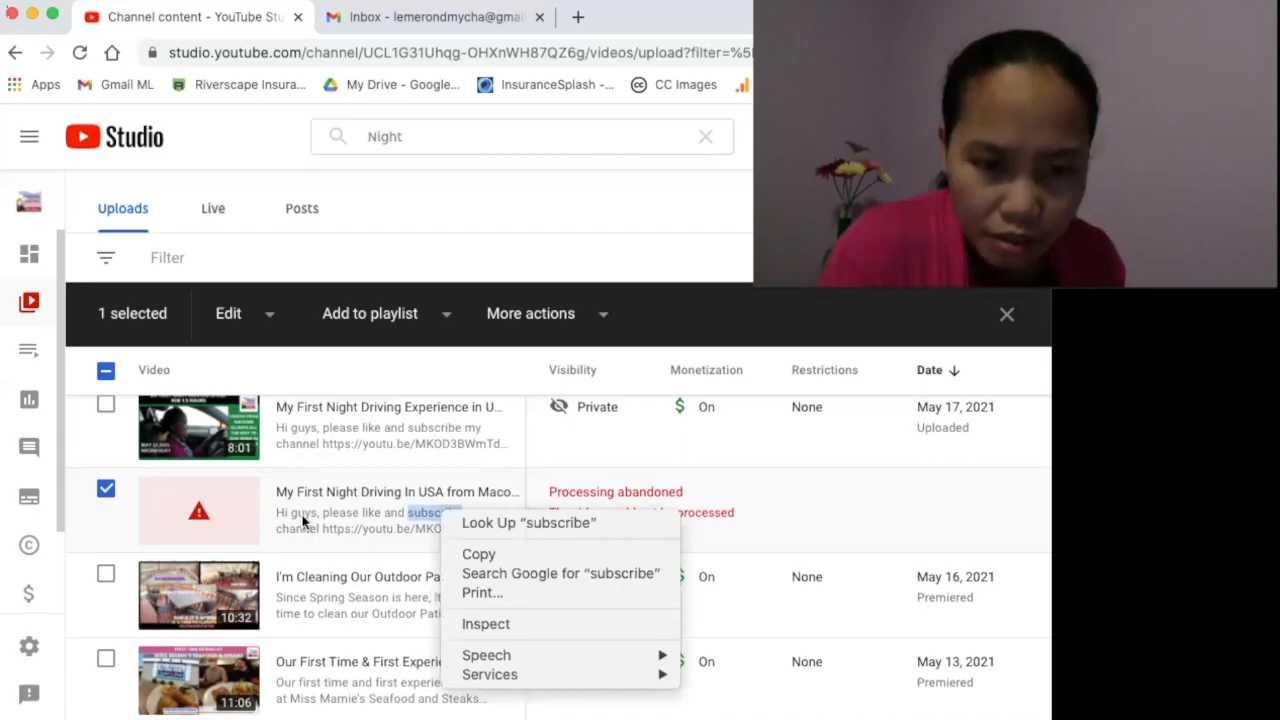 Channel content - YouTube Stu
Inbox - lemerondmycha@gmai
studio.youtube.com/channel/UCL1G31Uhqg-OHXnWH87QZ6g/videos/upload?filter=%5
Apps
Gmail ML
Riverscape Insura...
My Drive - Google...
InsuranceSplash -...
CC Images
Studio
Night
Uploads
Live
Posts
Filter
1 selected
Edit
Add to playlist
More actions
Video
Visibility
Monetization
Restrictions
Date
8:01
My First Night Driving Experience in U...
Hi guys, please like and subscribe my
channel https://youtu.be/MKOD3BWmTd...
Private
On
None
May 17, 2021
Uploaded
My First Night Driving In USA from Maco...
Hi guys, please like and subscribe
channel https://youtu.be/MKO
Processing abandoned
processed
Look Up “subscribe”
Copy
Search Google for “subscribe”
Print...
Inspect
Speech
Services
10:32
I'm Cleaning Our Outdoor Pa
Since Spring Season is here, It
time to clean our Outdoor Pati
On
None
May 16, 2021
Premiered
11:06
Our First Time & First Experi
Our first time and first experie
at Miss Mamie's Seafood and Steaks...
On
None
May 13, 2021
Premiered